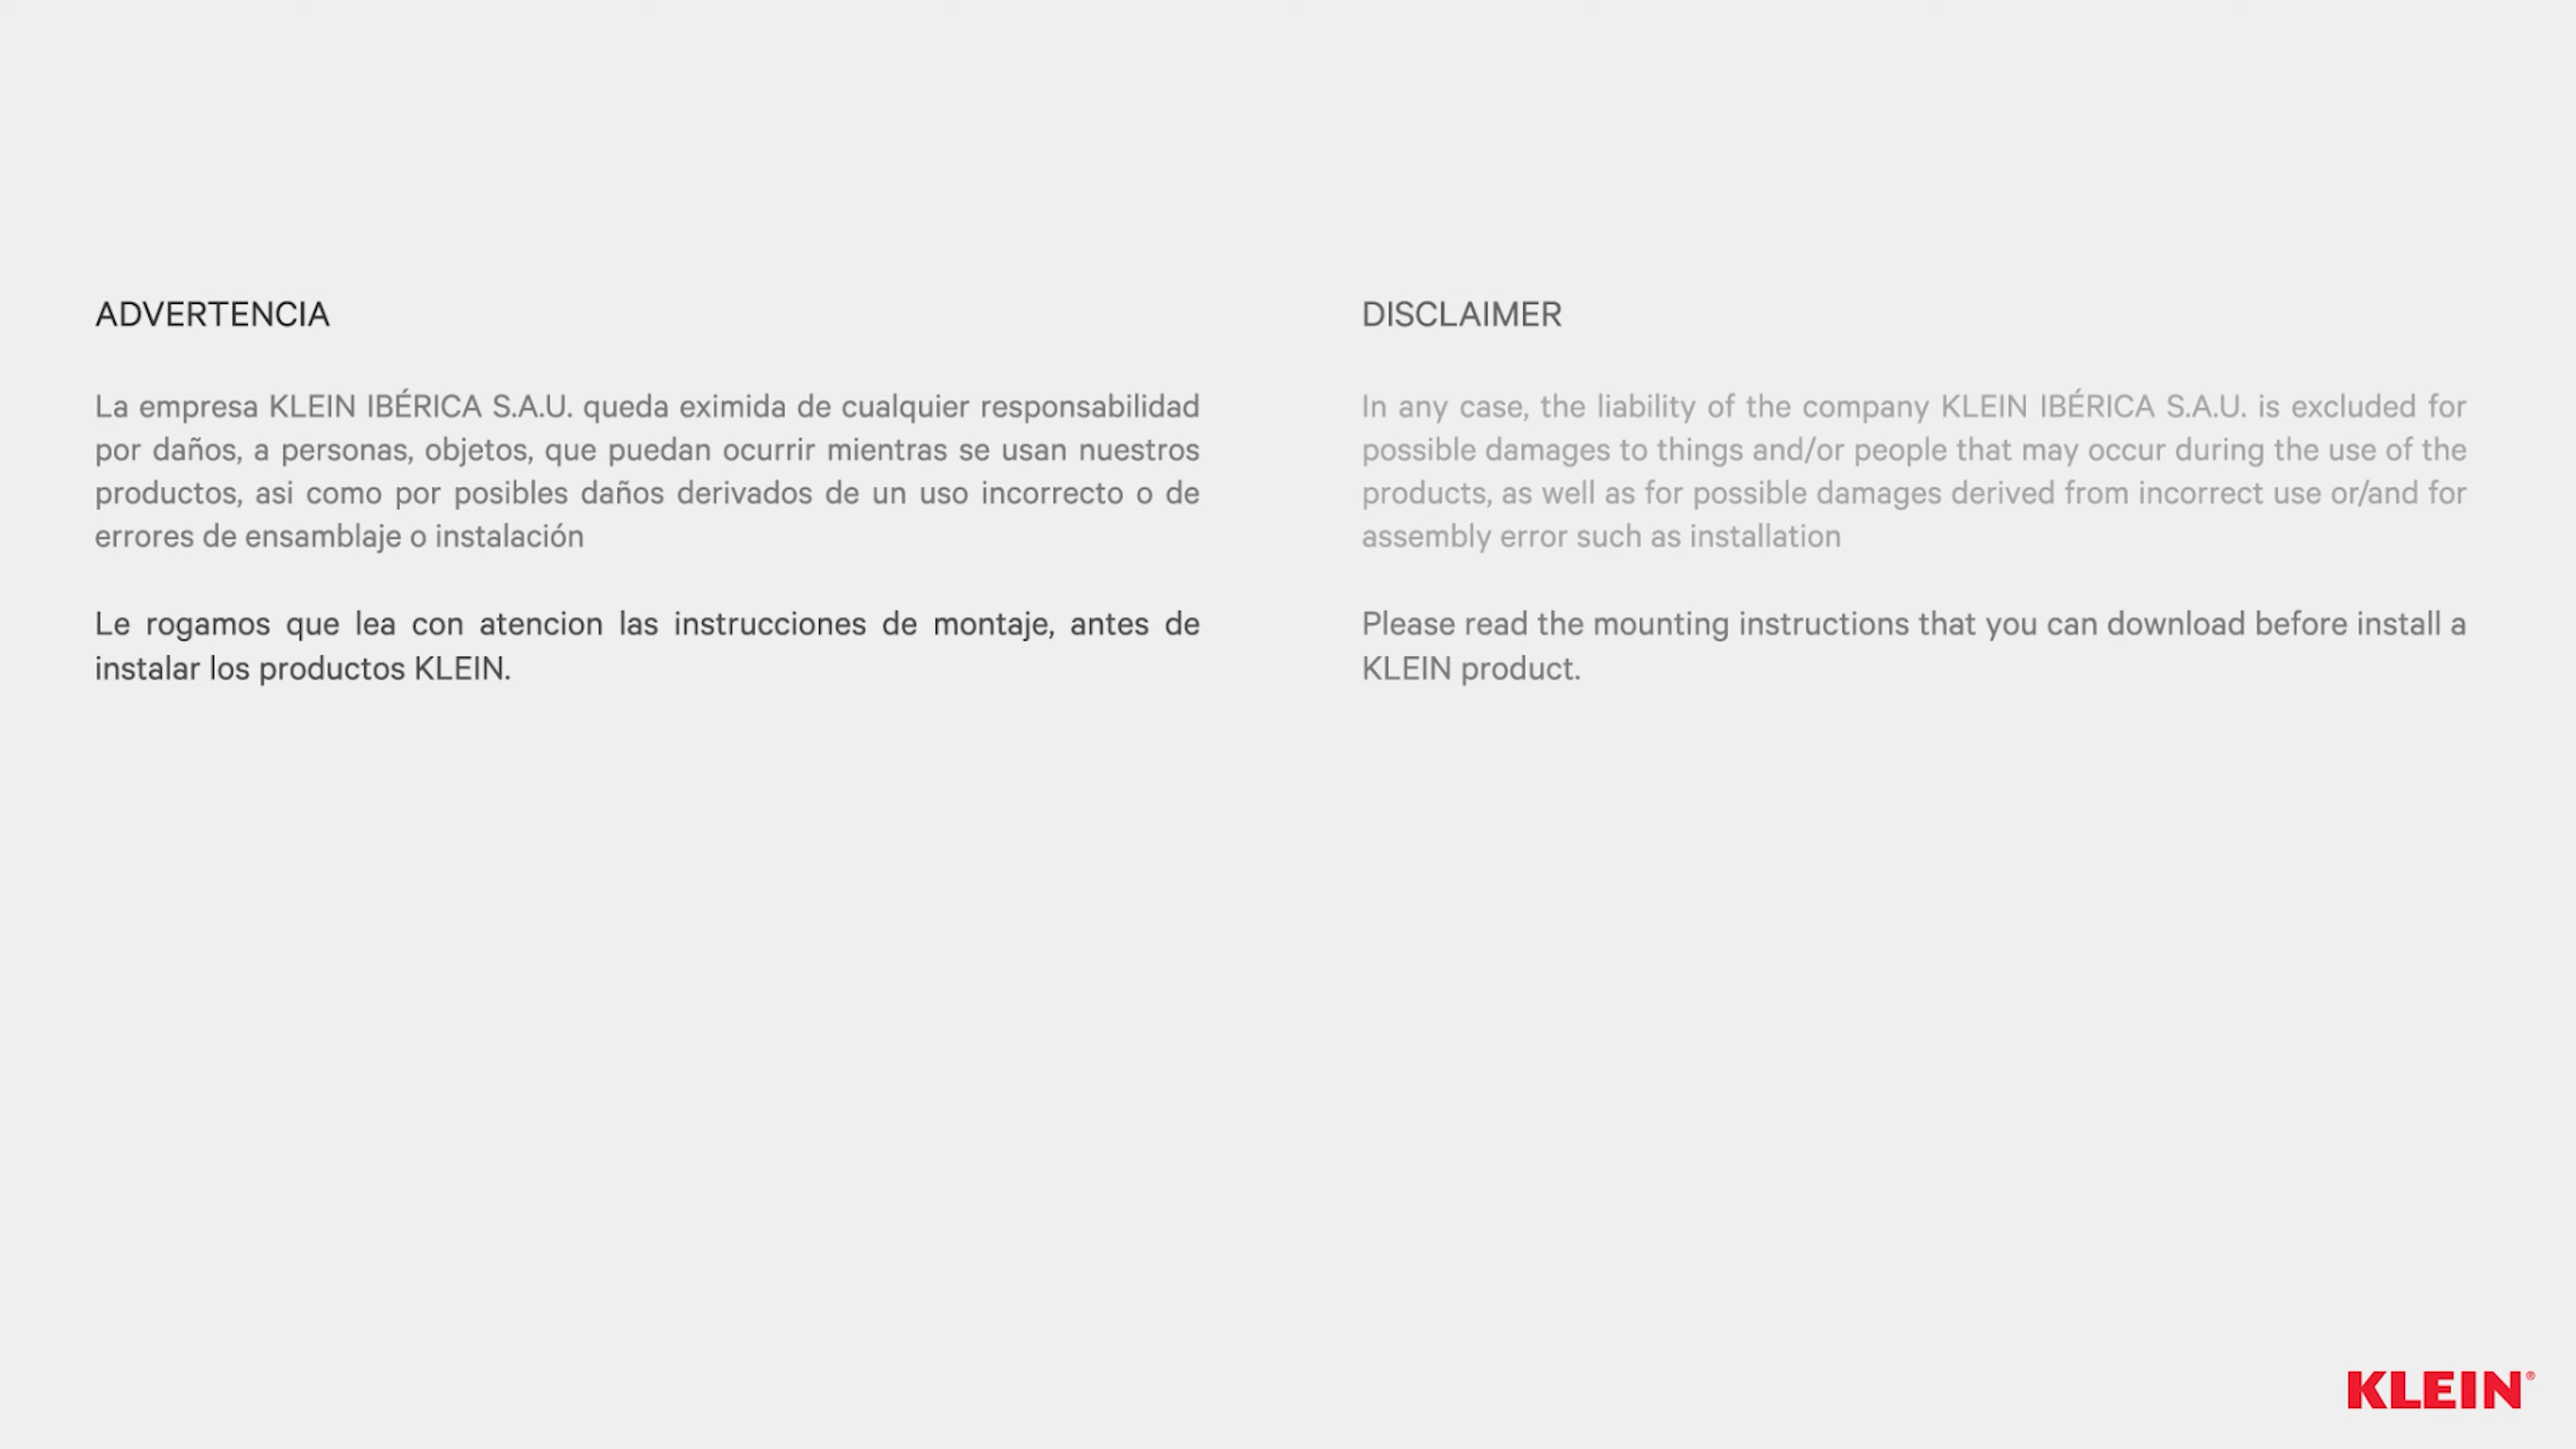 ADVERTENCIA
La empresa KLEIN IBÉRICA S.A.U. queda eximida de cualquier responsabilidad
por daños, a personas, objetos, que puedan ocurrir mientras se usan nuestros
productos, asi como por posibles daños derivados de un uso incorrecto o de
errores de ensamblaje o instalación
Le rogamos que lea con atencion las instrucciones de montaje, antes de
instalar los productos KLEIN.
DISCLAIMER
In any case, the liability of the company KLEIN IBÉRICA S.A.U. is excluded for
possible damages to things and/or people that may occur during the use of the
products, as well as for possible damages derived from incorrect use or/and for
assembly error such as installation
Please read the mounting instructions that you can download before install a
KLEIN product.
KLEIN®